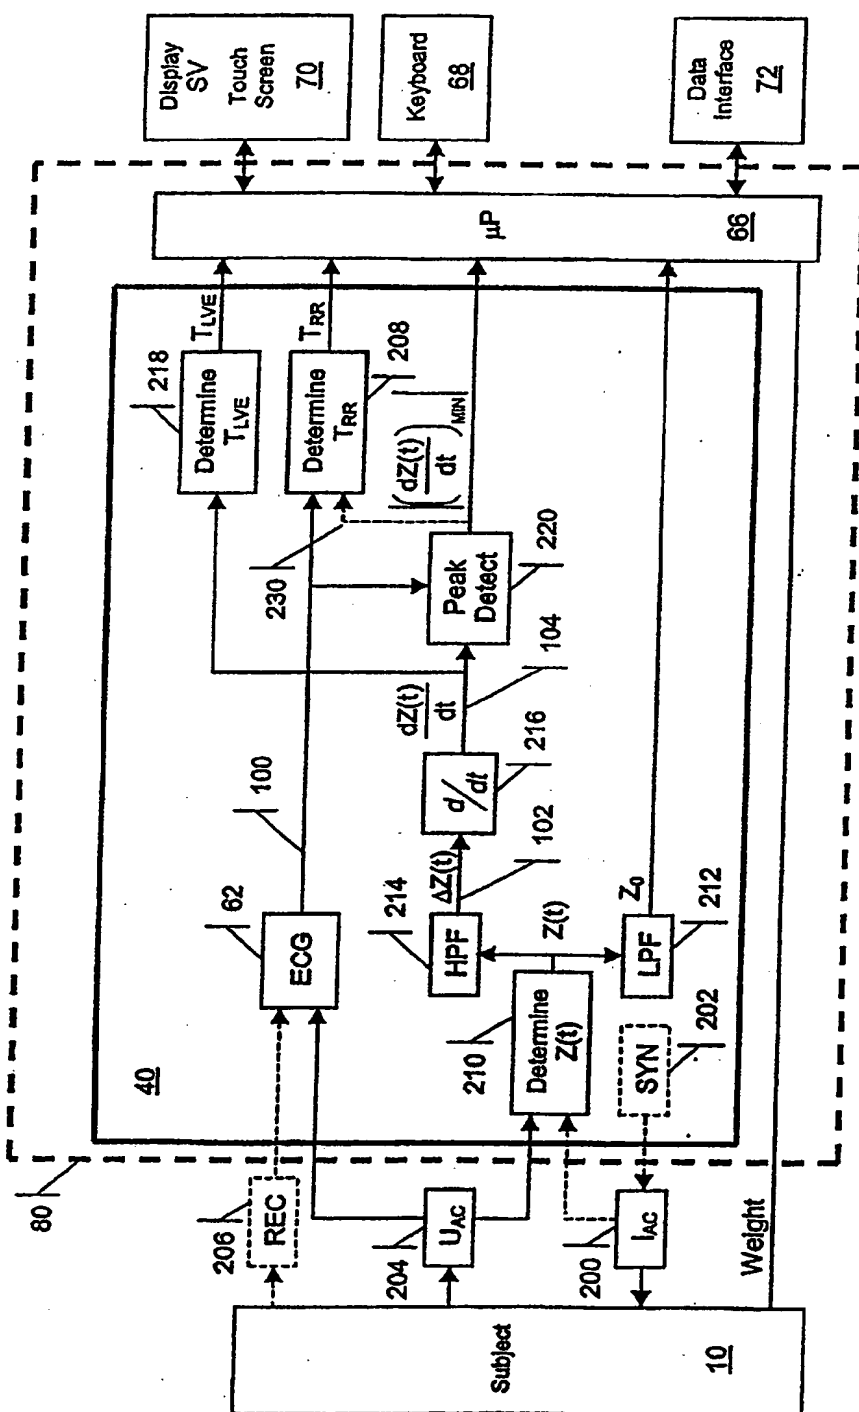 Subject
10
80
206
REC
204
U_AC
200
I_AC
Weight
40
62
ECG
100
210
Determine
Z(t)
SYN
202
214
HPF
ΔZ(t)
102
Z(t)
LPF
212
Z_0
d/dt
216
dZ(t)
dt
104
Peak
Detect
220
230
|(dZ(t)
dt)_MIN|
218
Determine
T_LVE
T_LVE
Determine
T_RR
208
T_RR
µP
66
Display
SV
Touch
Screen
70
Keyboard
68
Data
Interface
72